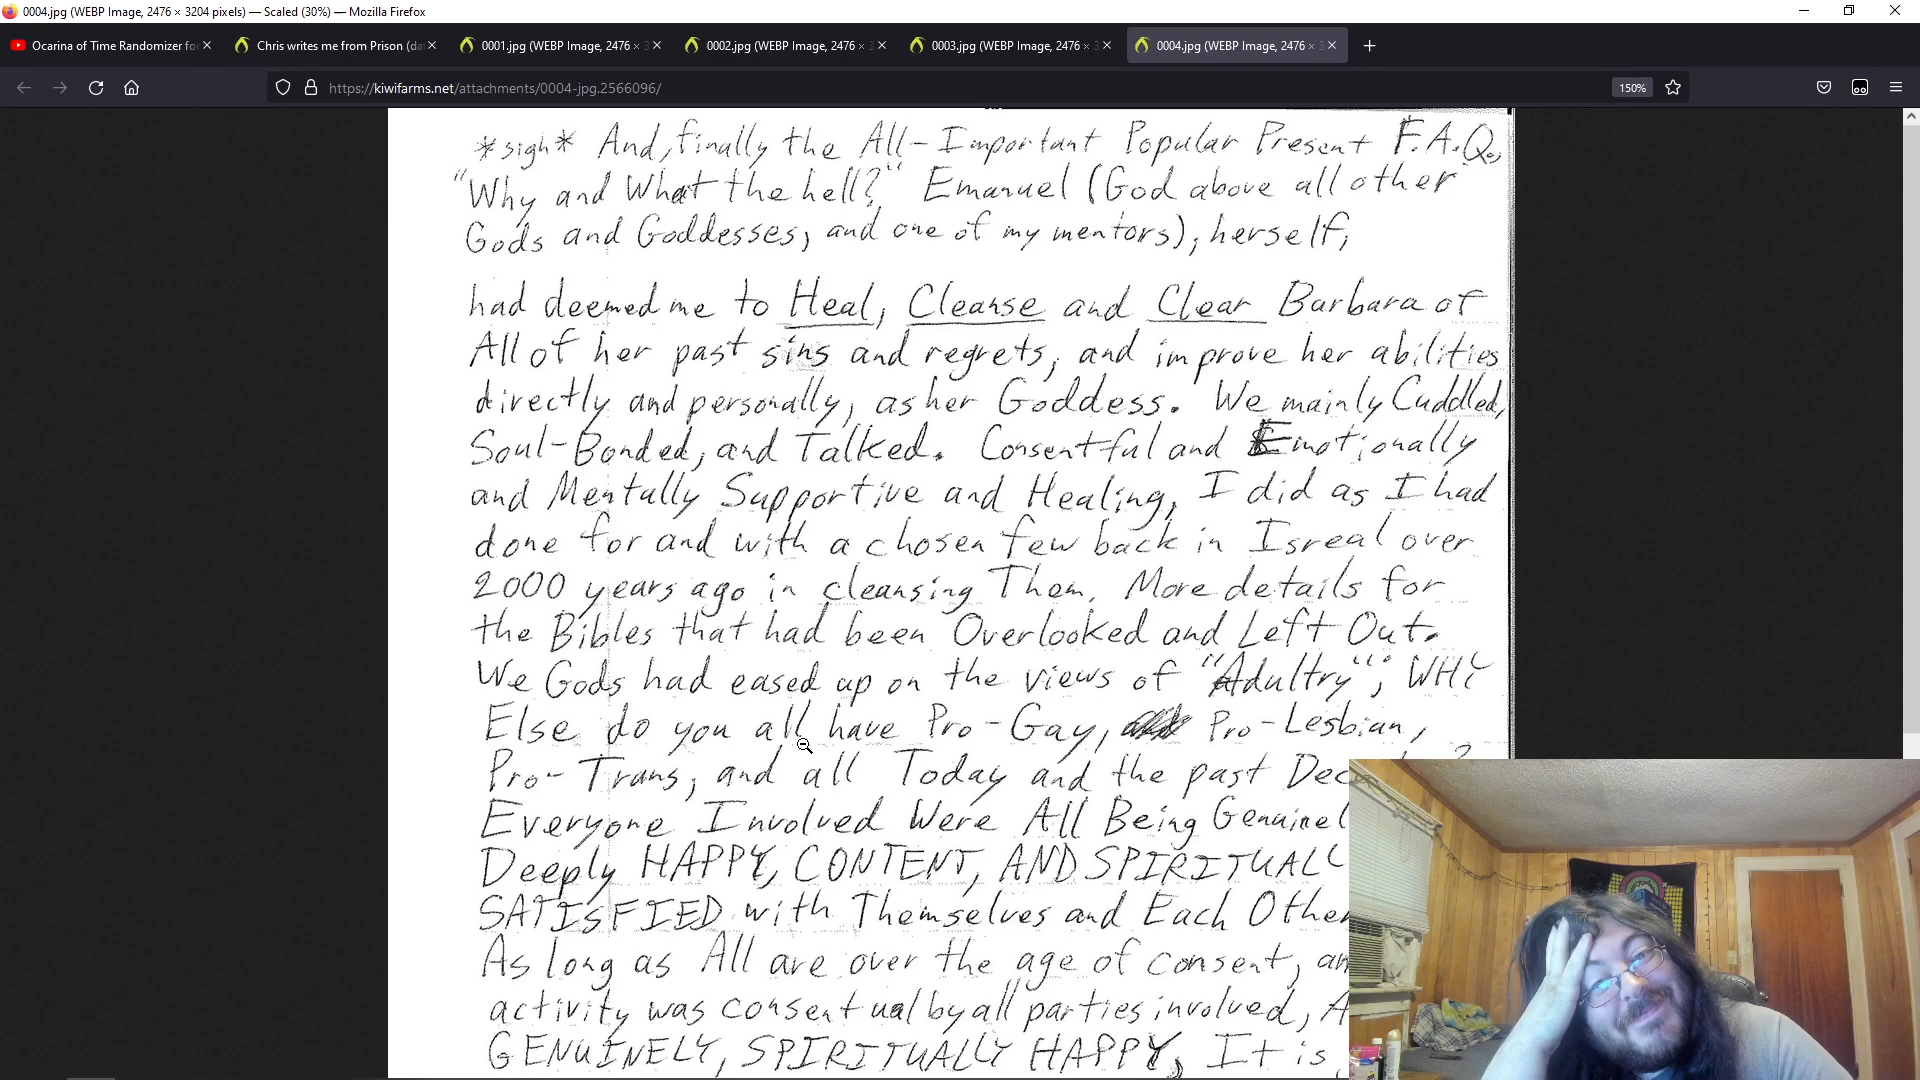 0004.jpg (WEBP Image, 2476 × 3204 pixels) — Scaled (30%) — Mozilla Firefox
Ocarina of Time Randomizer fo
Chris writes me from Prison (da
0001.jpg (WEBP Image, 2476 × 3
0002.jpg (WEBP Image, 2476 × 3
0003.jpg (WEBP Image, 2476 × 3
0004.jpg (WEBP Image, 2476 × 3
https://kiwifarms.net/attachments/0004-jpg.2566096/
150%
*sigh* And, finally the All-Important Popular Present F.A.Q.,
"Why and What the hell?" Emanuel (God above all other
Gods and Goddesses, and one of my mentors), herself,
had deemed me to Heal, Cleanse and Clear Barbara of
All of her past sins and regrets, and improve her abilities
directly and personally, as her Goddess. We mainly Cuddled,
Soul-Bonded, and Talked. Consentful and Emotionally
and Mentally Supportive and Healing, I did as I had
done for and with a chosen few back in Isreal over
2000 years ago in cleansing Them. More details for
the Bibles that had been Overlooked and Left Out.
We Gods had eased up on the views of "Adultry"; WHY
Else do you all have Pro-Gay, Pro-Lesbian,
Pro-Trans, and all Today and the past Dec
Everyone Involved Were All Being Genuinel
Deeply HAPPY, CONTENT, AND SPIRITUALL
SATISFIED with Themselves and Each Other
As long as All are over the age of consent, an
activity was consentual by all parties involved, A
GENUINELY, SPIRITUALLY HAPPY, It is